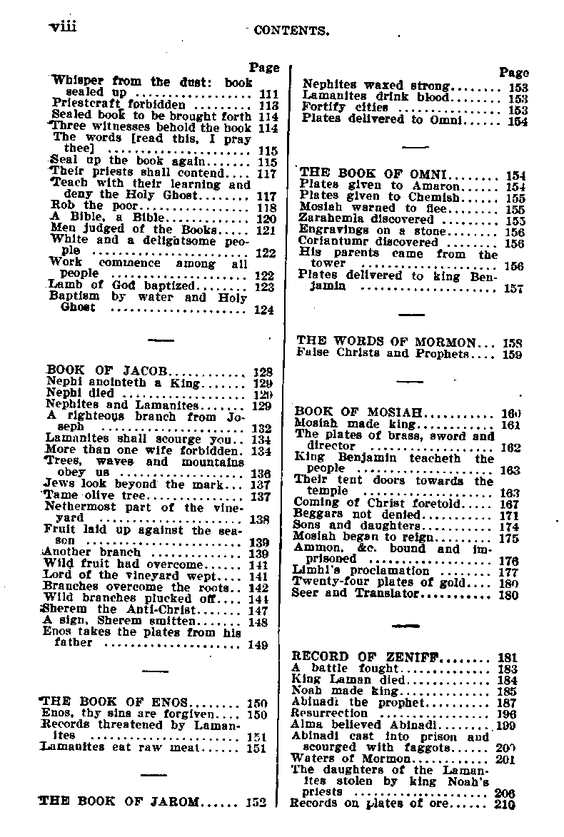 viii
CONTENTS.
Page
Whisper from the dust: book
sealed up .................. 111
Priestcraft forbidden ......... 113
Sealed book to be brought forth 114
Three witnesses behold the book 114
The words [read this, I pray
thee] ...................... 115
Seal up the book again....... 115
Their priests shall contend.... 117
Teach with their learning and
deny the Holy Ghost........ 117
Rob the poor................. 118
A Bible, a Bible............. 120
Men judged of the Books..... 121
White and a delightsome peo-
ple ........................ 122
Work commence among all
people ..................... 122
Lamb of God baptized........ 123
Baptism by water and Holy
Ghost ..................... 124
BOOK OF JACOB............ 128
Nephi anointeth a King....... 129
Nephi died .................. 129
Nephites and Lamanites....... 129
A righteous branch from Jo-
seph ....................... 132
Lamanites shall scourge you.. 134
More than one wife forbidden. 134
Trees, waves and mountains
obey us .................... 136
Jews look beyond the mark... 137
Tame olive tree.............. 137
Nethermost part of the vine-
yard ....................... 138
Fruit laid up against the sea-
son ........................ 139
Another branch .............. 139
Wild fruit had overcome...... 141
Lord of the vineyard wept.... 141
Branches overcome the roots.. 142
Wild branches plucked off.... 144
Sherem the Anti-Christ....... 147
A sign, Sherem smitten....... 148
Enos takes the plates from his
father ..................... 149
THE BOOK OF ENOS........ 150
Enos, thy sins are forgiven.... 150
Records threatened by Laman-
ites ........................ 151
Lamanites eat raw meat...... 151
THE BOOK OF JAROM...... 152
Page
Nephites waxed strong........ 153
Lamanites drink blood........ 153
Fortify cities ................ 153
Plates delivered to Omni...... 154
THE BOOK OF OMNI........ 154
Plates given to Amaron....... 154
Plates given to Chemish...... 155
Mosiah warned to flee........ 155
Zarahemla discovered ........ 155
Engravings on a stone........ 156
Coriantumr discovered ....... 156
His parents came from the
tower ...................... 156
Plates delivered to king Ben-
jamin ...................... 157
THE WORDS OF MORMON... 158
False Christs and Prophets.... 159
BOOK OF MOSIAH........... 160
Mosiah made king............ 161
The plates of brass, sword and
director .................... 162
King Benjamin teacheth the
people ..................... 163
Their tent doors towards the
temple ..................... 163
Coming of Christ foretold..... 167
Beggars not denied........... 171
Sons and daughters........... 174
Mosiah began to reign......... 175
Ammon, &c. bound and im-
prisoned ................... 176
Limhi's proclamation ......... 177
Twenty-four plates of gold.... 180
Seer and Translator........... 180
RECORD OF ZENIFF........ 181
A battle fought............... 183
King Laman died............. 184
Noah made king.............. 185
Abinadi the prophet.......... 187
Resurrection ................. 196
Alma believed Abinadi........ 199
Abinadi cast into prison and
scourged with faggots...... 200
Waters of Mormon............ 201
The daughters of the Laman-
ites stolen by king Noah's
priests ..................... 206
Records on plates of ore...... 210